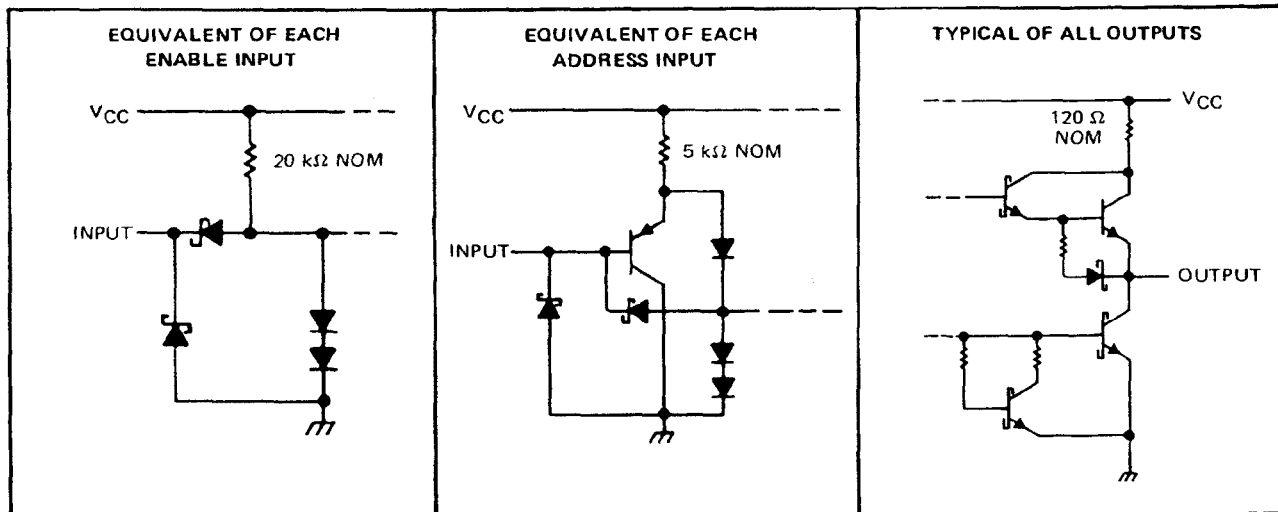 EQUIVALENT OF EACH
ENABLE INPUT
VCC
20 kΩ NOM
INPUT
EQUIVALENT OF EACH
ADDRESS INPUT
VCC
5 kΩ NOM
INPUT
TYPICAL OF ALL OUTPUTS
VCC
120 Ω
NOM
OUTPUT